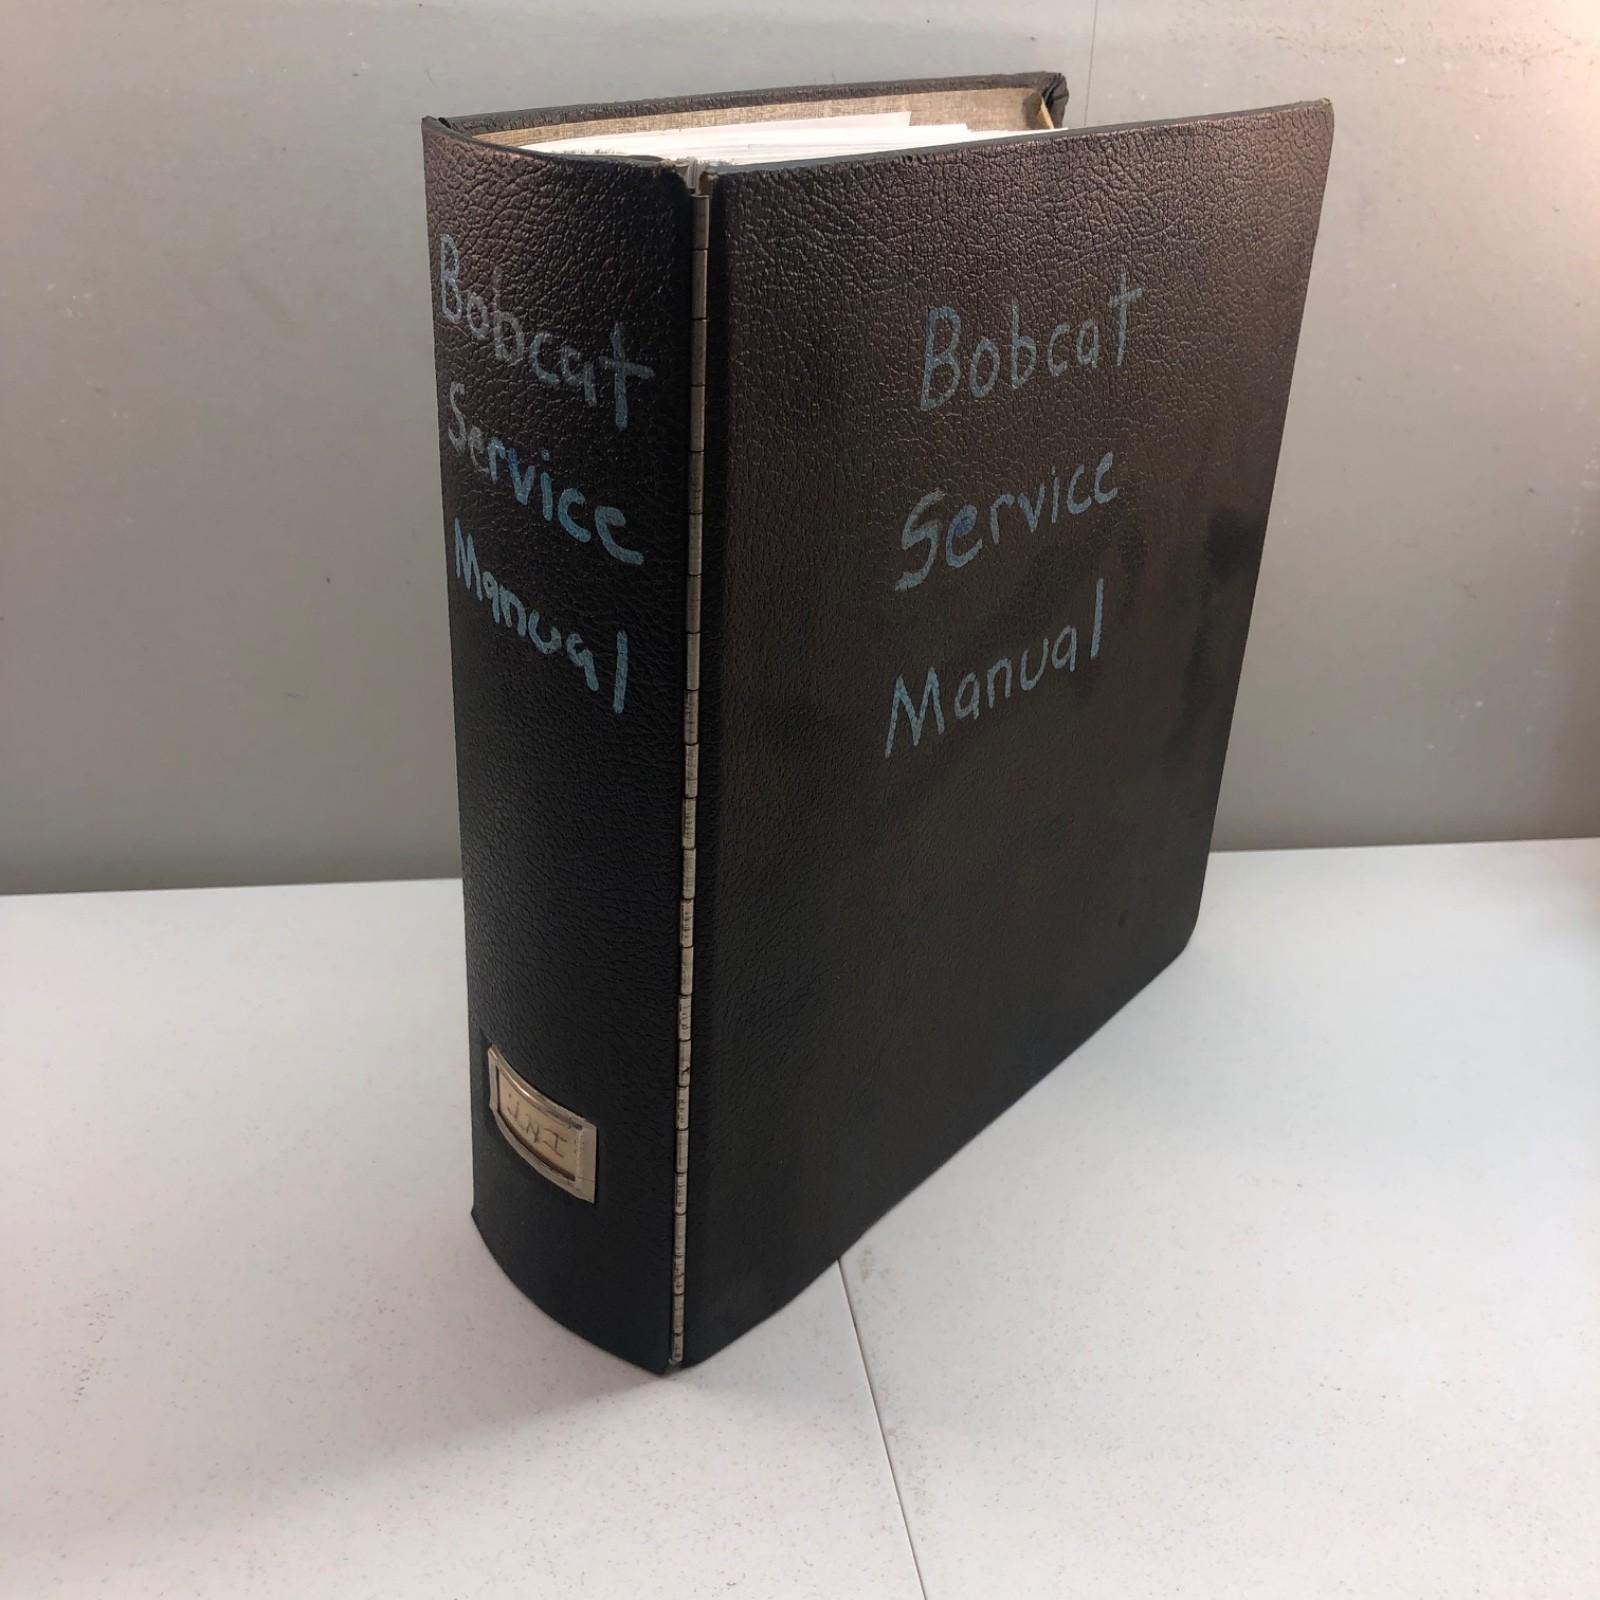 Bobcat
Service
Manual
Bobcat
Service
Manual